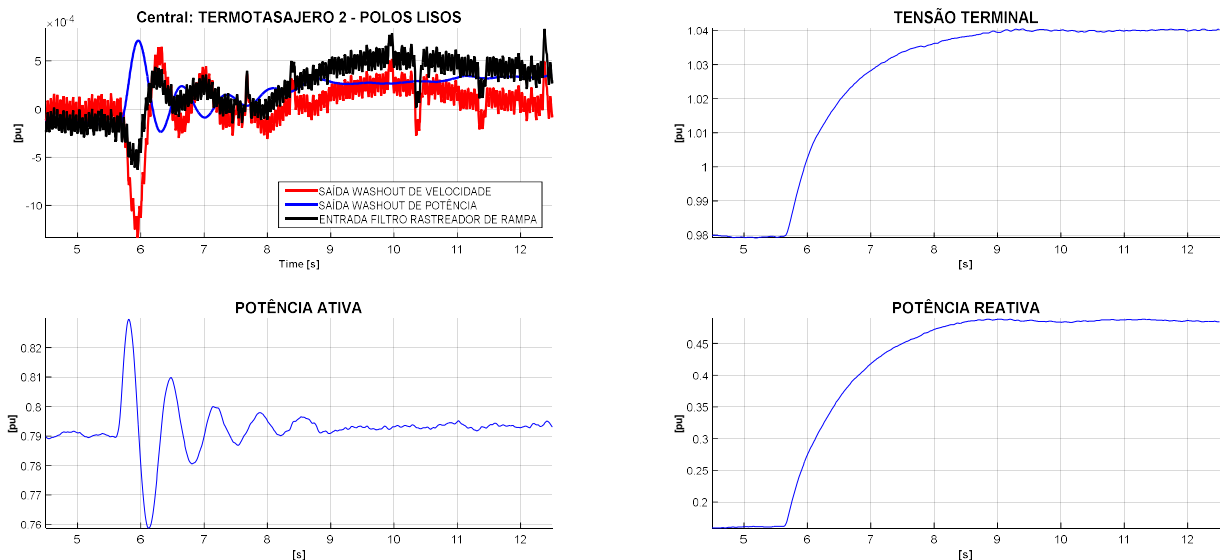 Central: TERMOTASAJERO 2 - POLOS LISOS
×10⁻⁴
5
0
-5
-10
[pu]
5 6 7 8 9 10 11 12
Time [s]
SAÍDA WASHOUT DE VELOCIDADE
SAÍDA WASHOUT DE POTÊNCIA
ENTRADA FILTRO RASTREADOR DE RAMPA
TENSÃO TERMINAL
1.04
1.03
1.02
1.01
1
0.99
0.98
[pu]
5 6 7 8 9 10 11 12
[s]
POTÊNCIA ATIVA
0.82
0.81
0.8
0.79
0.78
0.77
0.76
[pu]
5 6 7 8 9 10 11 12
[s]
POTÊNCIA REATIVA
0.45
0.4
0.35
0.3
0.25
0.2
[pu]
5 6 7 8 9 10 11 12
[s]